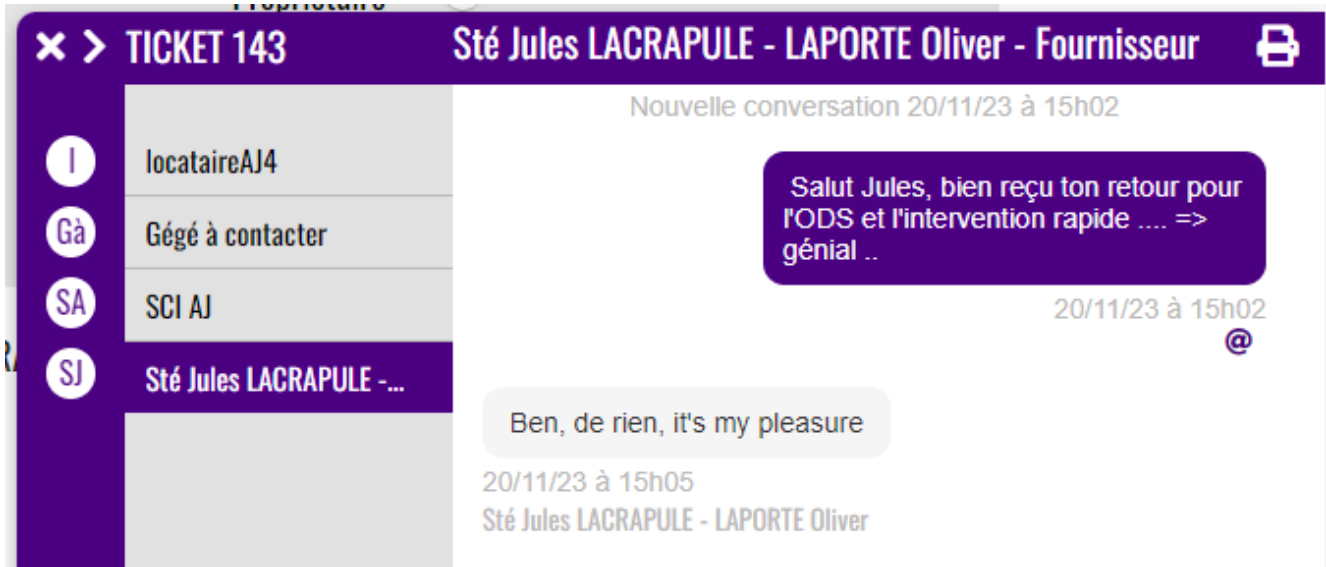 TICKET 143
Sté Jules LACRAPULE - LAPORTE Oliver - Fournisseur
Nouvelle conversation 20/11/23 à 15h02
l
locataireAJ4
Gà
Gégé à contacter
SA
SCI AJ
SJ
Sté Jules LACRAPULE -...
Salut Jules, bien reçu ton retour pour
l'ODS et l'intervention rapide .... =>
génial ..
20/11/23 à 15h02
@
Ben, de rien, it's my pleasure
20/11/23 à 15h05
Sté Jules LACRAPULE - LAPORTE Oliver